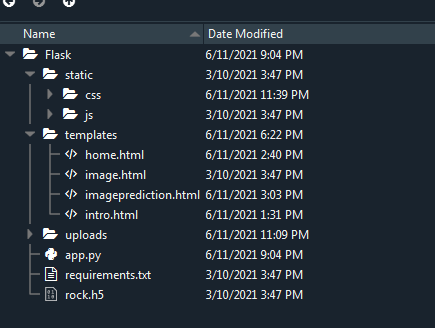 Name Date Modified
Flask 6/11/2021 9:04 PM
static 3/10/2021 3:47 PM
css 6/11/2021 11:39 PM
js 3/10/2021 3:47 PM
templates 6/11/2021 6:22 PM
home.html 6/11/2021 2:40 PM
image.html 3/10/2021 3:47 PM
imageprediction.html 6/11/2021 3:03 PM
intro.html 6/11/2021 1:31 PM
uploads 6/11/2021 11:09 PM
app.py 6/11/2021 9:04 PM
requirements.txt 3/10/2021 3:47 PM
rock.h5 3/10/2021 3:47 PM